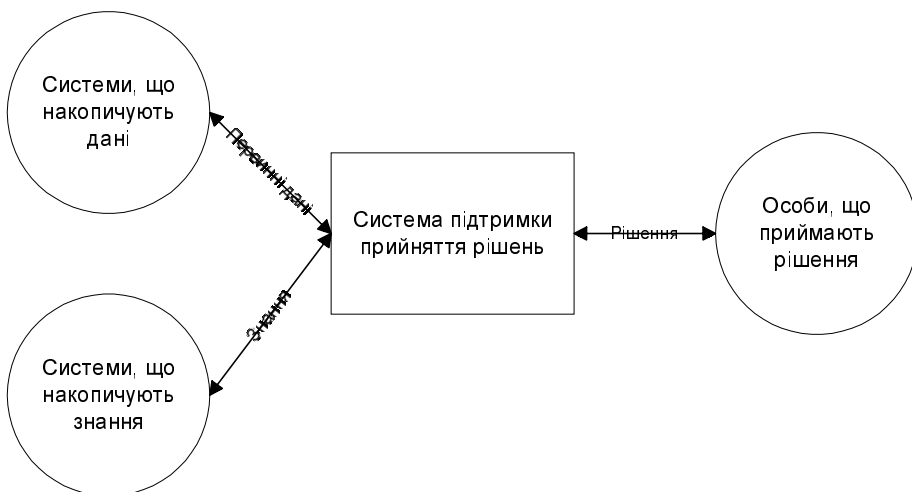 Системи, що
накопичують
дані
Первинні дані
Система підтримки
прийняття рішень
Рішення
Особи, що
приймають
рішення
Знання
Системи, що
накопичують
знання